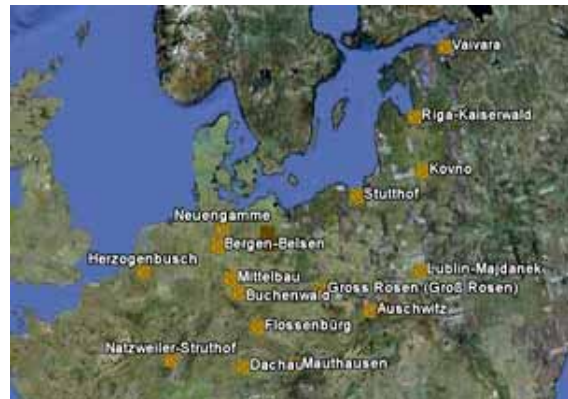 Vaivara
Riga-Kaiserwald
Kovno
Stutthof
Neuengamme
Bergen-Belsen
Herzogenbusch
Mittelbau
Lublin-Majdanek
Buchenwald
Gross Rosen (Groß Rosen)
Auschwitz
Flossenbürg
Natzweiler-Struthof
Dachau
Mauthausen